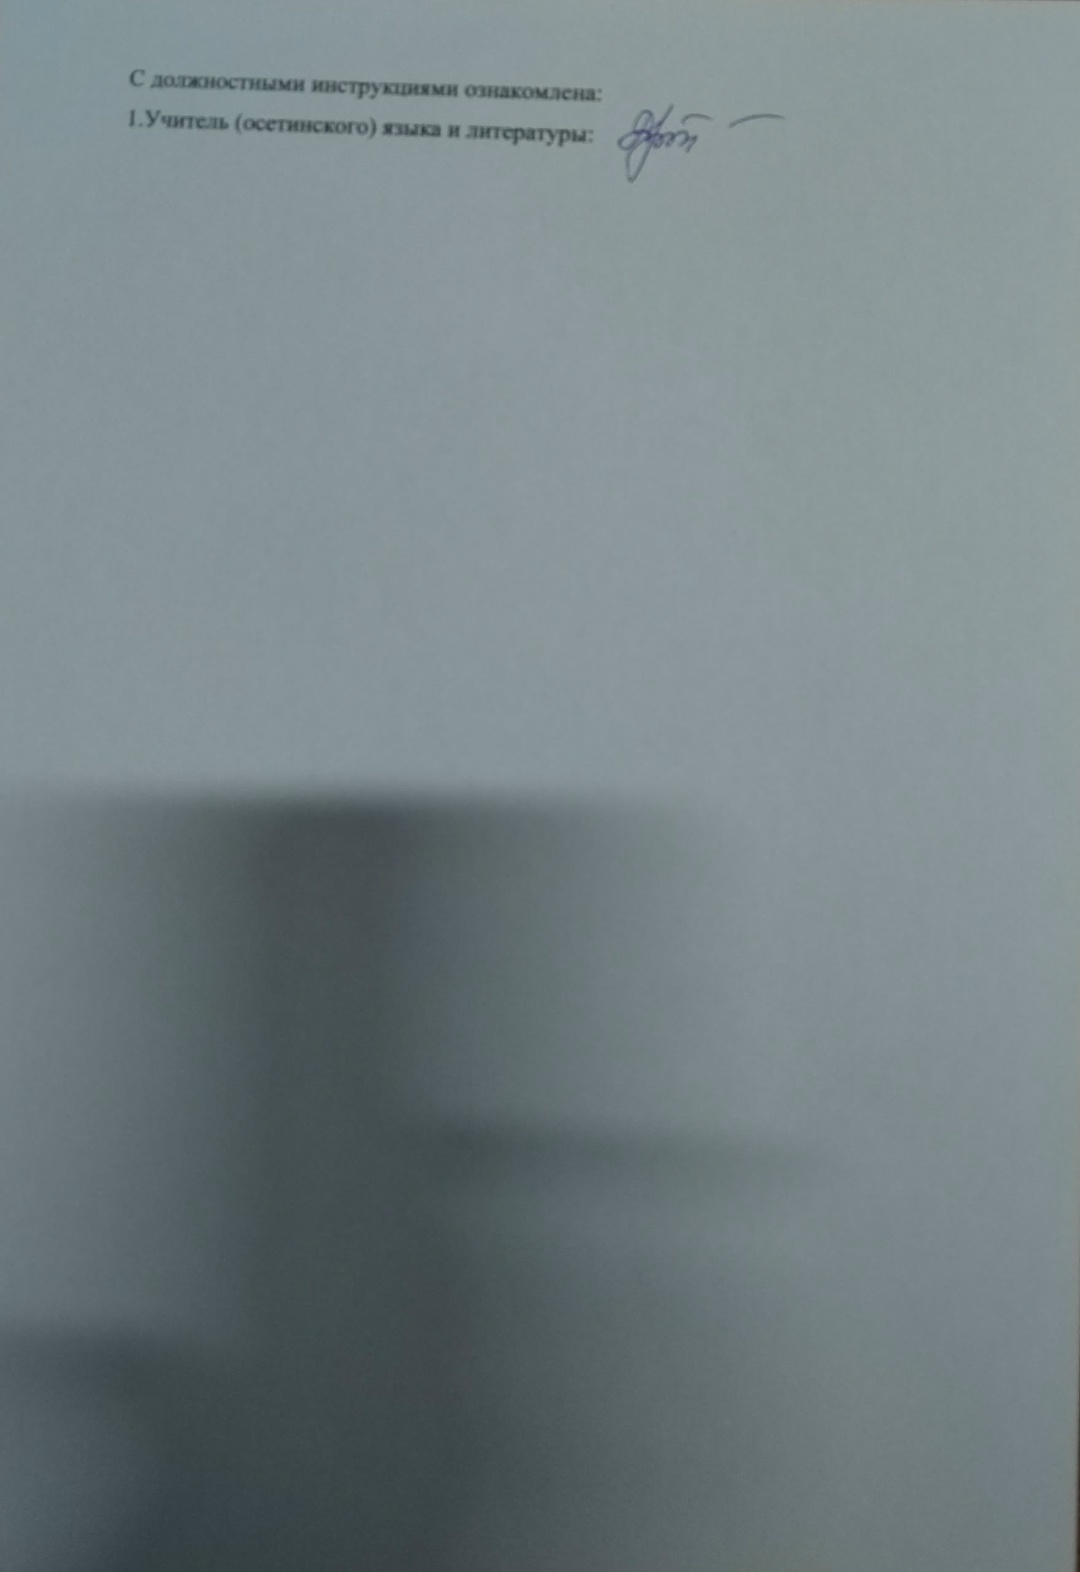 С должностными инструкциями ознакомлена:
1.Учитель (осетинского) языка и литературы: